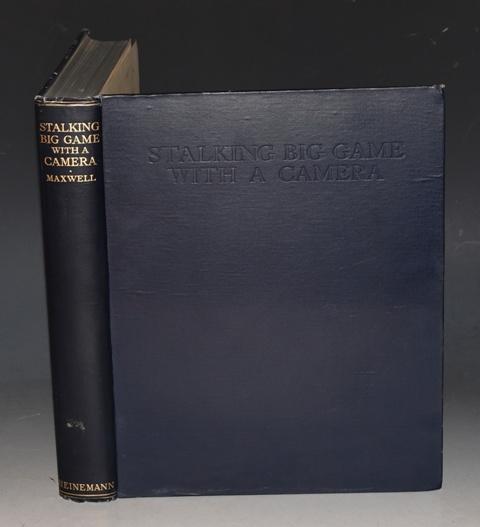 STALKING
BIG GAME
WITH A
CAMERA
MAXWELL
HEINEMANN
STALKING BIG GAME
WITH A CAMERA